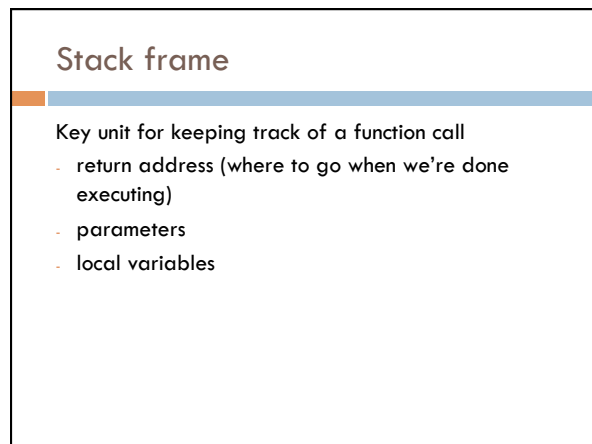 Stack frame
Key unit for keeping track of a function call
- return address (where to go when we’re done
executing)
- parameters
- local variables